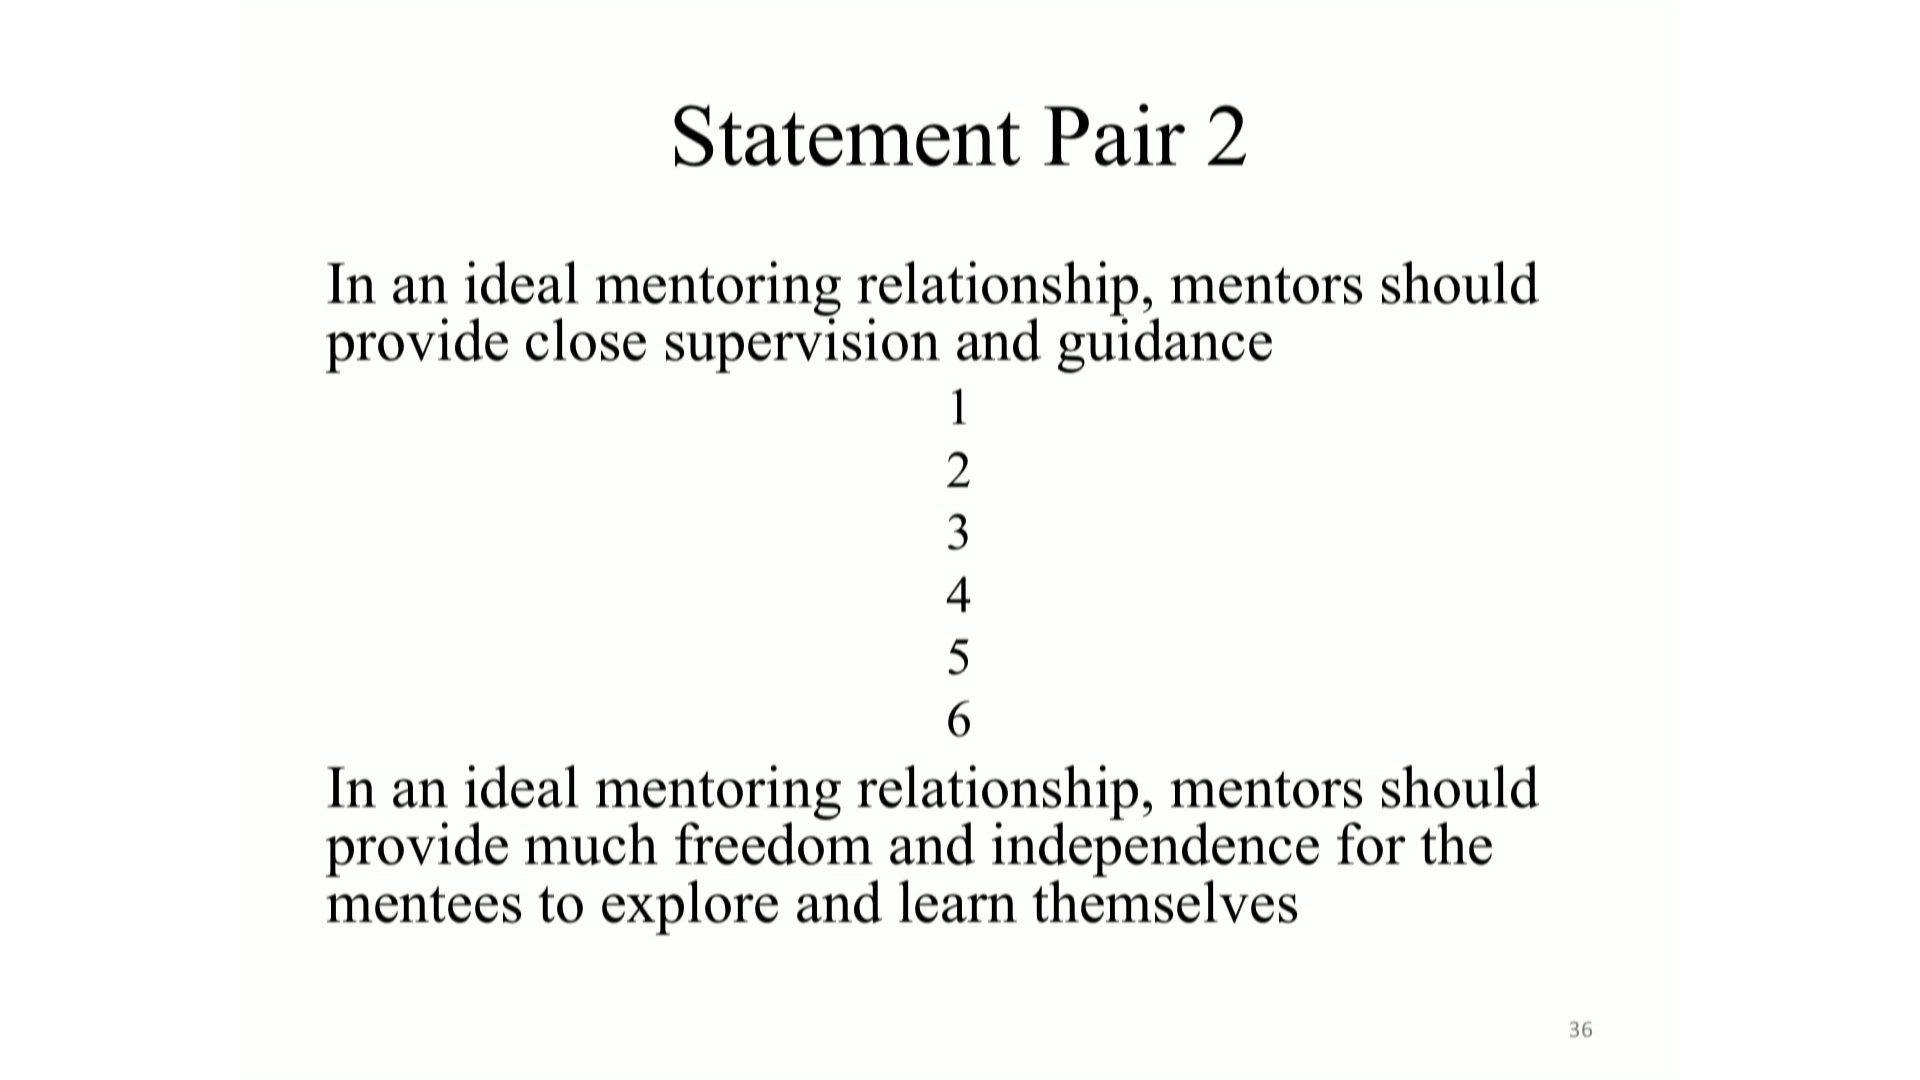 Statement Pair 2
In an ideal mentoring relationship, mentors should
provide close supervision and guidance
1
2
3
4
5
6
In an ideal mentoring relationship, mentors should
provide much freedom and independence for the
mentees to explore and learn themselves
36